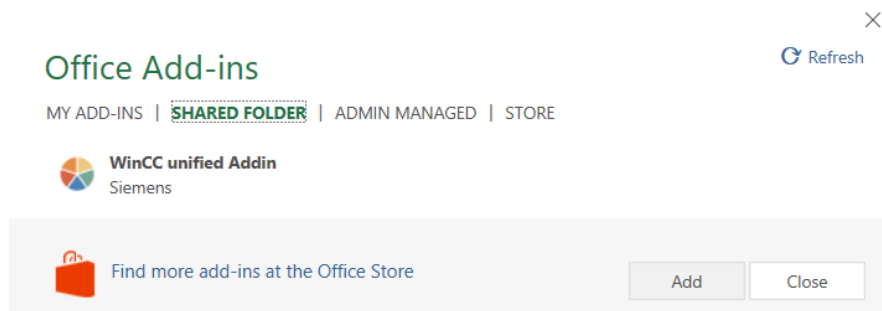 Office Add-ins
Refresh
MY ADD-INS | SHARED FOLDER | ADMIN MANAGED | STORE
WinCC unified Addin
Siemens
Find more add-ins at the Office Store
Add
Close